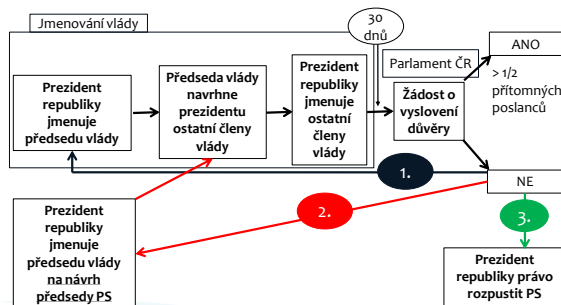 Jmenování vlády
30
dnů
ANO
Parlament ČR
> 1/2
přítomných
poslanců
Prezident
republiky
jmenuje
předsedu vlády
Předseda vlády
navrhne
prezidentu
ostatní členy
vlády
Prezident
republiky
jmenuje
ostatní
členy
vlády
Žádost o
vyslovení
důvěry
1.
NE
2.
3.
Prezident
republiky
jmenuje
předsedu vlády
na návrh
předsedy PS
Prezident
republiky právo
rozpustit PS